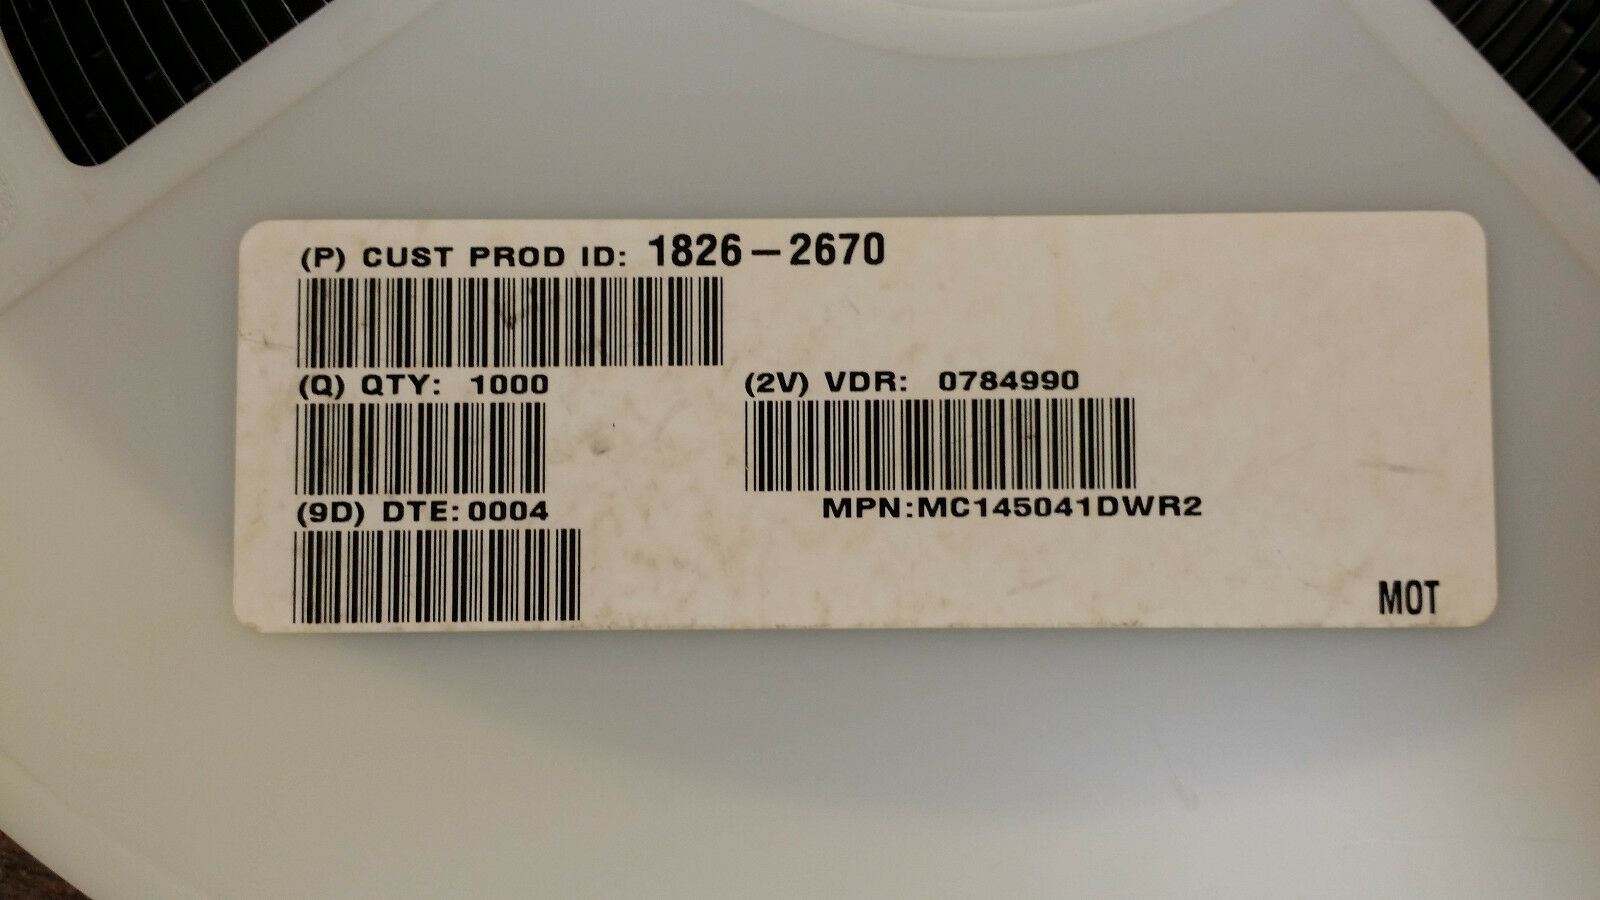 (P) CUST PROD ID: 1826-2670
(Q) QTY: 1000
(2V) VDR: 0784990
(9D) DTE:0004
MPN:MC145041DWR2
MOT